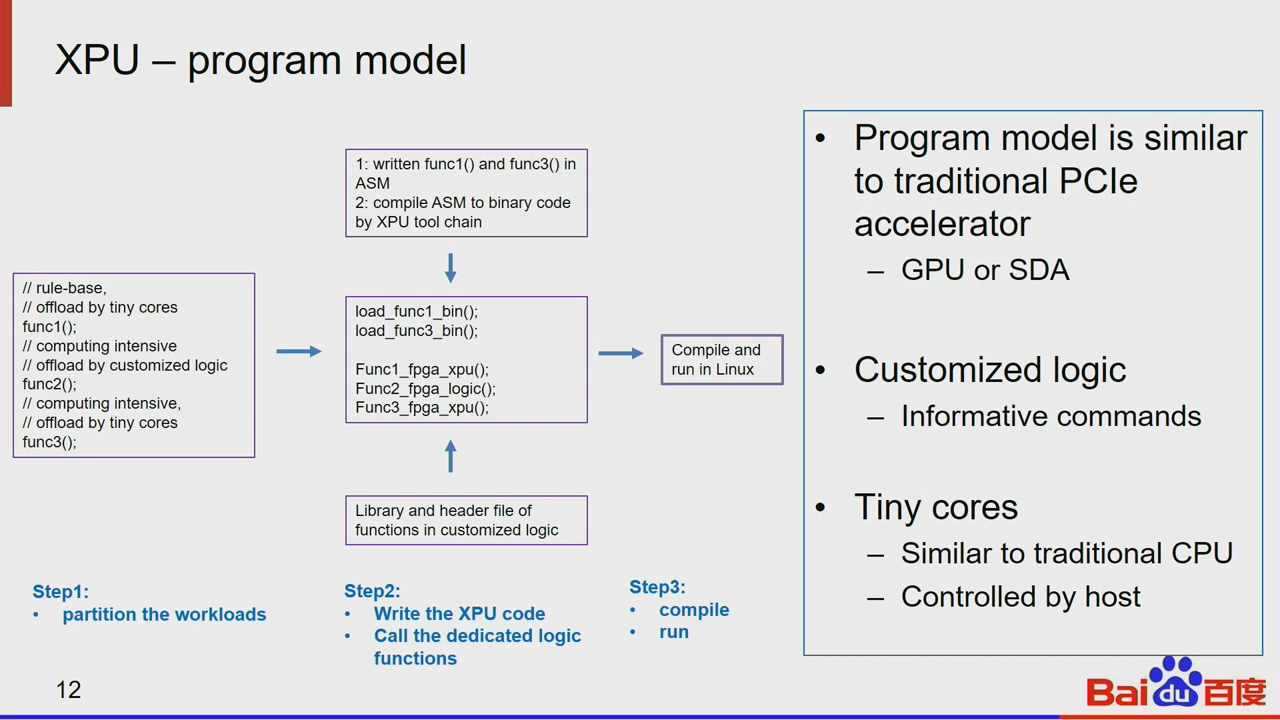 XPU – program model
1: written func1() and func3() in
ASM
2: compile ASM to binary code
by XPU tool chain
// rule-base,
// offload by tiny cores
func1();
// computing intensive
// offload by customized logic
func2();
// computing intensive,
// offload by tiny cores
func3();
load_func1_bin();
load_func3_bin();
Func1_fpga_xpu();
Func2_fpga_logic();
Func3_fpga_xpu();
Compile and
run in Linux
Library and header file of
functions in customized logic
Step1:
• partition the workloads
Step2:
• Write the XPU code
• Call the dedicated logic
functions
Step3:
• compile
• run
• Program model is similar
to traditional PCIe
accelerator
– GPU or SDA
• Customized logic
– Informative commands
• Tiny cores
– Similar to traditional CPU
– Controlled by host
12
Bai du 百度